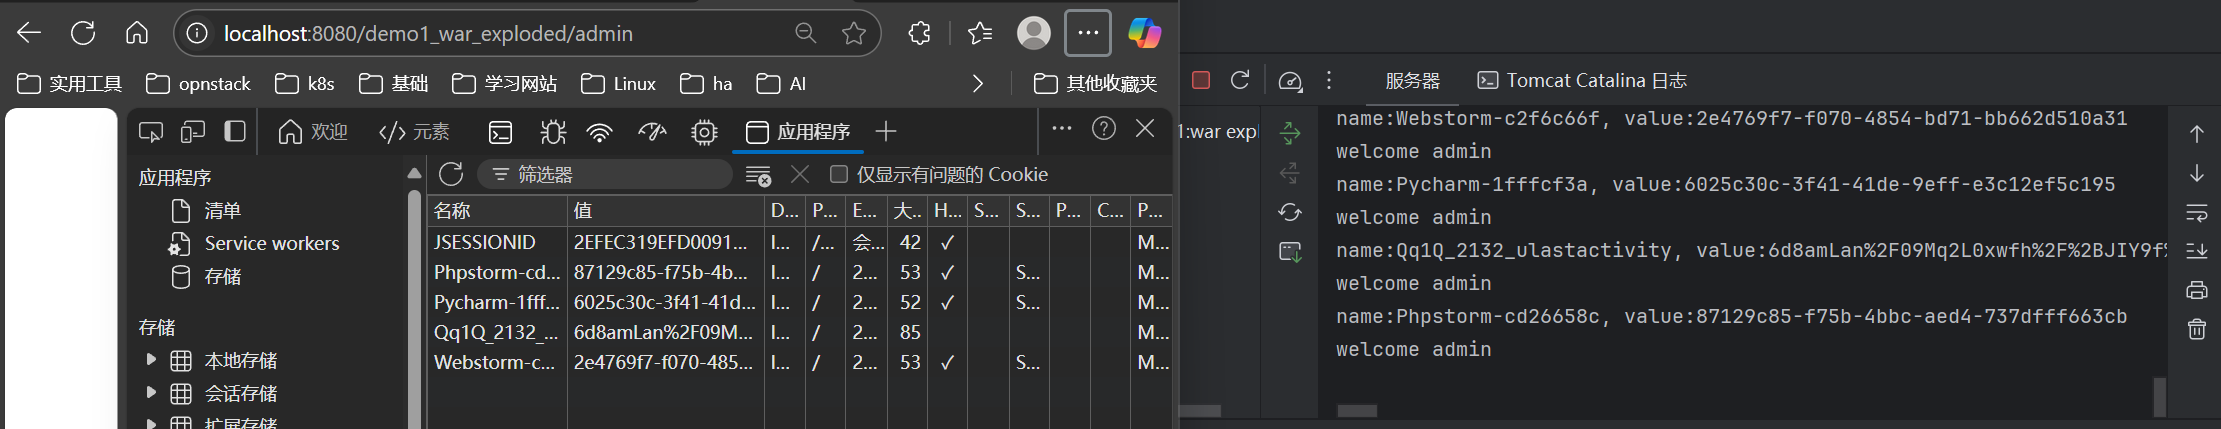 localhost:8080/demo1_war_exploded/admin
实用工具 opnstack k8s 基础 学习网站 Linux ha AI 其他收藏夹
欢迎 元素 应用程序
应用程序
清单
Service workers
存储
存储
本地存储
会话存储
扩展存储
筛选器 仅显示有问题的 Cookie
名称 值 D... P... E... 大.. H... S... S... P... C... P...
JSESSIONID 2EFEC319EFD0091... l... /... 会... 42 ✓ M...
Phpstorm-cd... 87129c85-f75b-4b... l... / 2... 53 ✓ S... M...
Pycharm-1fff... 6025c30c-3f41-41d... l... / 2... 52 ✓ S... M...
Qq1Q_2132_... 6d8amLan%2F09M... l... / 2... 85 M...
Webstorm-c... 2e4769f7-f070-485... l... / 2... 53 ✓ S... M...
服务器 Tomcat Catalina 日志
1:war expl
name:Webstorm-c2f6c66f, value:2e4769f7-f070-4854-bd71-bb662d510a31
welcome admin
name:Pycharm-1fffcf3a, value:6025c30c-3f41-41de-9eff-e3c12ef5c195
welcome admin
name:Qq1Q_2132_ulastactivity, value:6d8amLan%2F09Mq2L0xwfh%2F%2BJIY9f%
welcome admin
name:Phpstorm-cd26658c, value:87129c85-f75b-4bbc-aed4-737dfff663cb
welcome admin